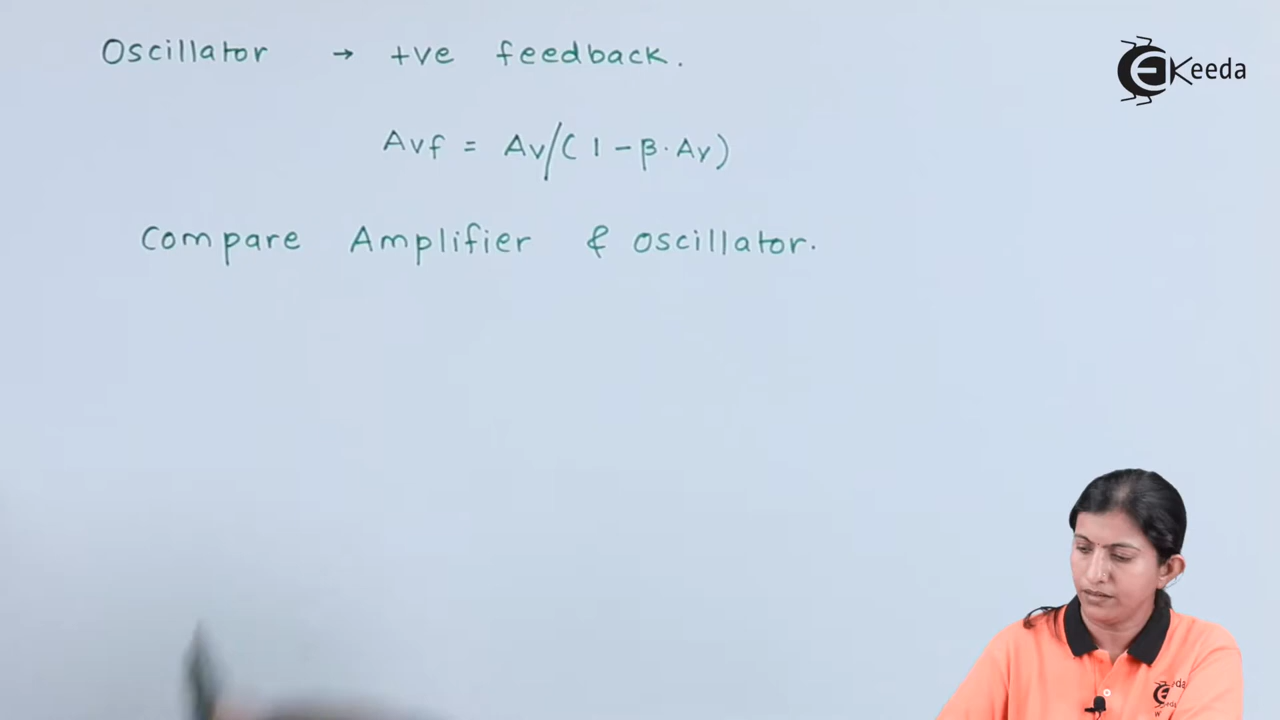 Oscillator → +ve feedback.
EKeeda
Avf = Av/(1 - β. Av)
Compare Amplifier & oscillator.